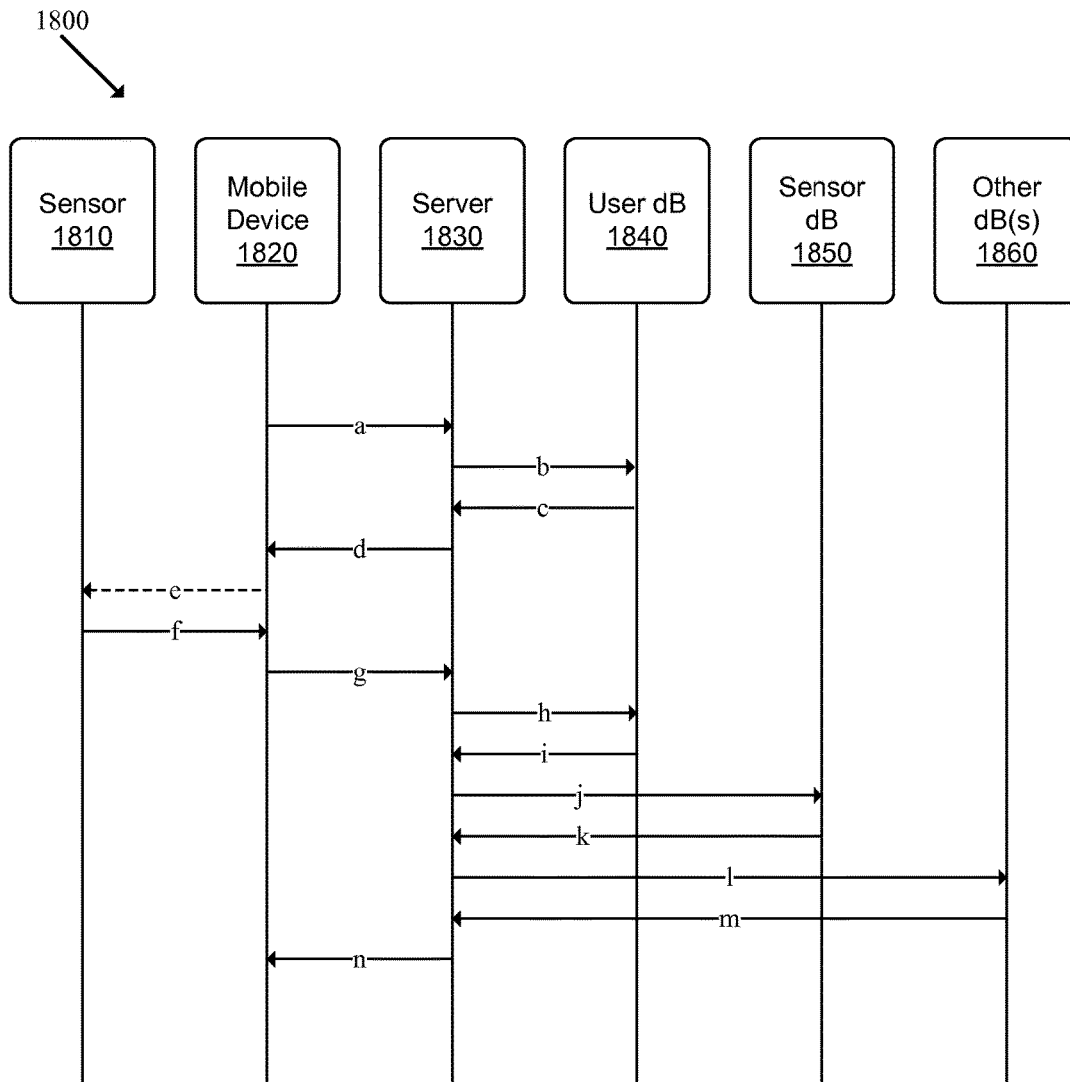 1800
Sensor
1810
Mobile
Device
1820
Server
1830
User dB
1840
Sensor
dB
1850
Other
dB(s)
1860
a
b
c
d
e
f
g
h
i
j
k
l
m
n